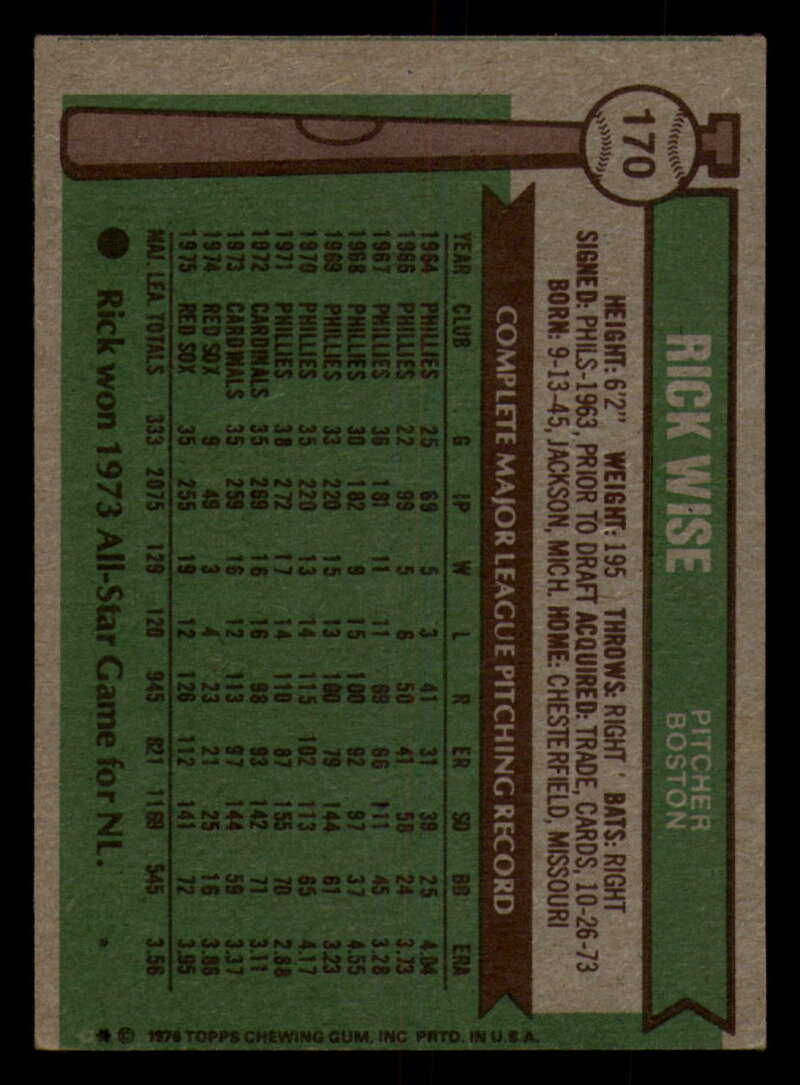 170
RICK WISE
PITCHER
BOSTON
HEIGHT: 6'2" WEIGHT: 195 THROWS: RIGHT BATS: RIGHT
SIGNED: PHILS-1963, PRIOR TO DRAFT ACQUIRED: TRADE, CARDS, 10-26-73
BORN: 9-13-45, JACKSON, MICH. HOME: CHESTERFIELD, MISSOURI
COMPLETE MAJOR LEAGUE PITCHING RECORD
YEAR CLUB G IP W L R ER SO BB ERA
1964 PHILLIES 25 69 5 3 41 31 39 25 4.04
1966 PHILLIES 22 99 5 6 50 41 58 24 3.73
1967 PHILLIES 36 181 11 11 69 66 111 45 3.28
1968 PHILLIES 30 182 9 15 100 92 97 37 4.55
1969 PHILLIES 33 220 15 13 100 79 144 61 3.23
1970 PHILLIES 35 220 13 14 115 102 113 65 4.17
1971 PHILLIES 38 272 17 14 110 87 155 70 2.88
1972 CARDINALS 35 269 16 16 98 93 142 71 3.11
1973 CARDINALS 35 259 16 12 113 97 144 59 3.37
1974 RED SOX 9 49 3 4 23 21 25 16 3.86
1975 RED SOX 35 255 19 12 126 112 141 72 3.95
MAJ. LEA. TOTALS 333 2075 129 120 945 821 1169 545 3.56
Rick won 1973 All-Star Game for NL.
* © 1976 TOPPS CHEWING GUM, INC PRTD. IN U.S.A.